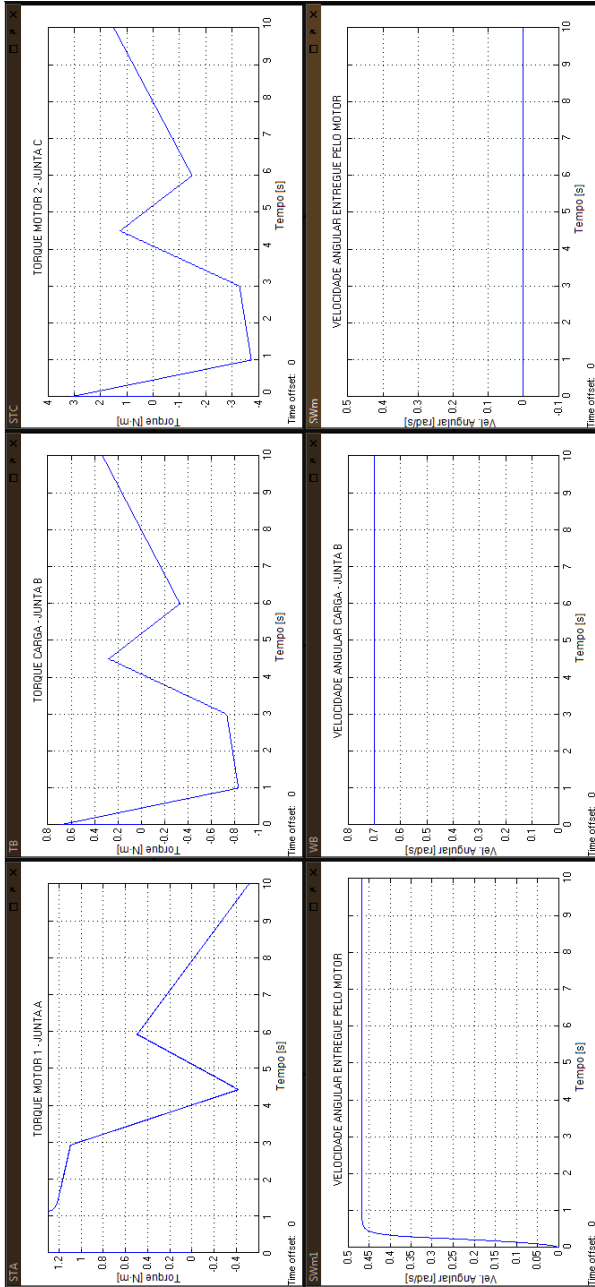 STA
TORQUE MOTOR 1 - JUNTA A
Torque [N·m]
1.2
1
0.8
0.6
0.4
0.2
0
-0.2
-0.4
0 1 2 3 4 5 6 7 8 9 10
Tempo [s]
Time offset: 0
TB
TORQUE CARGA - JUNTA B
Torque [N·m]
0.8
0.6
0.4
0.2
0
-0.2
-0.4
-0.6
-0.8
-1
0 1 2 3 4 5 6 7 8 9 10
Tempo [s]
Time offset: 0
STC
TORQUE MOTOR 2 - JUNTA C
Torque [N·m]
4
3
2
1
0
-1
-2
-3
-4
0 1 2 3 4 5 6 7 8 9 10
Tempo [s]
Time offset: 0
SWm1
VELOCIDADE ANGULAR ENTREGUE PELO MOTOR
Vel. Angular [rad/s]
0.5
0.45
0.4
0.35
0.3
0.25
0.2
0.15
0.1
0.05
0
0 1 2 3 4 5 6 7 8 9 10
Tempo [s]
Time offset: 0
WB
VELOCIDADE ANGULAR CARGA - JUNTA B
Vel. Angular [rad/s]
0.8
0.7
0.6
0.5
0.4
0.3
0.2
0.1
0
0 1 2 3 4 5 6 7 8 9 10
Tempo [s]
Time offset: 0
SWm
VELOCIDADE ANGULAR ENTREGUE PELO MOTOR
Vel. Angular [rad/s]
0.5
0.4
0.3
0.2
0.1
0
-0.1
0 1 2 3 4 5 6 7 8 9 10
Tempo [s]
Time offset: 0